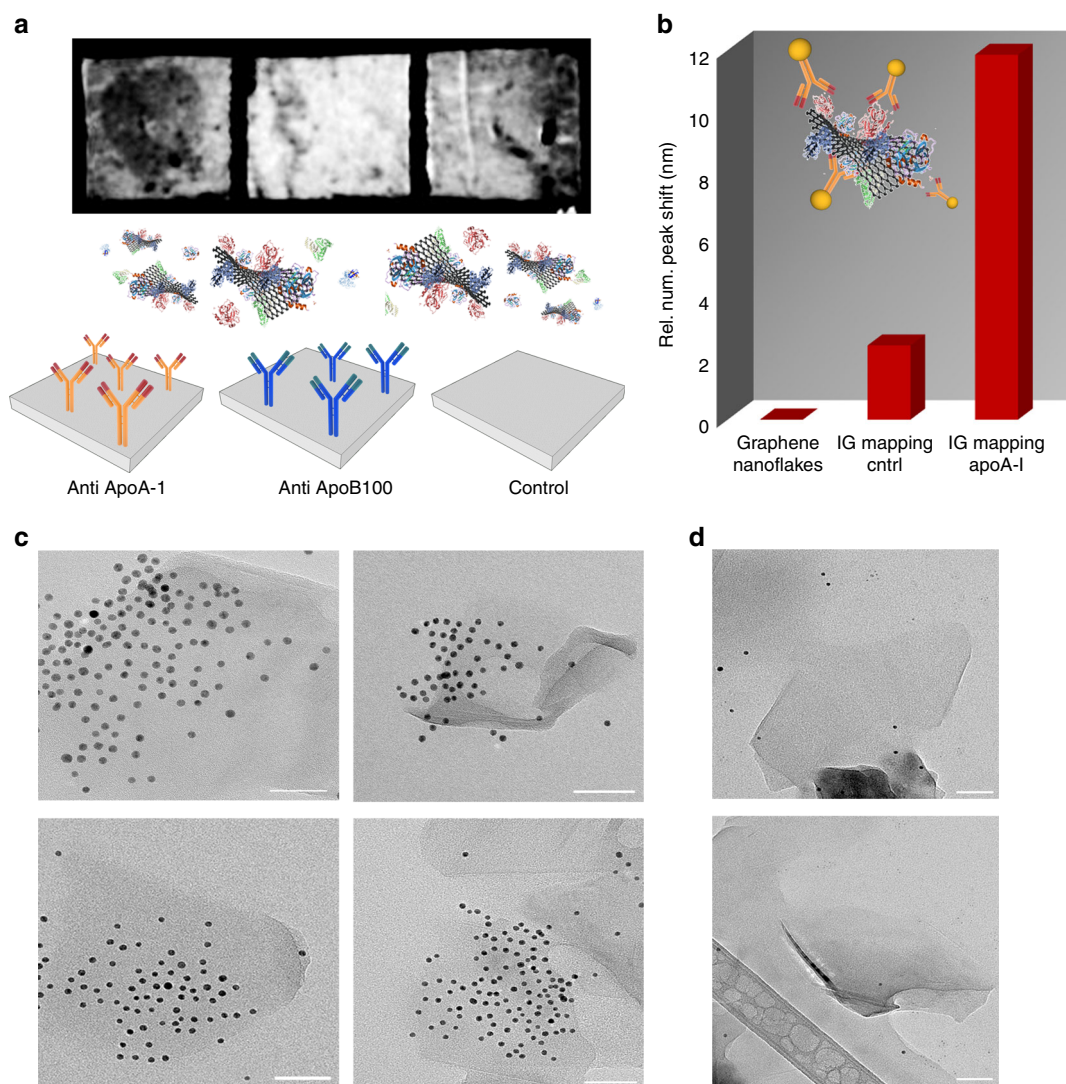 a
Anti ApoA-1
Anti ApoB100
Control
b
Rel. num. peak shift (nm)
12
10
8
6
4
2
0
Graphene
nanoflakes
IG mapping
cntrl
IG mapping
apoA-I
c
d